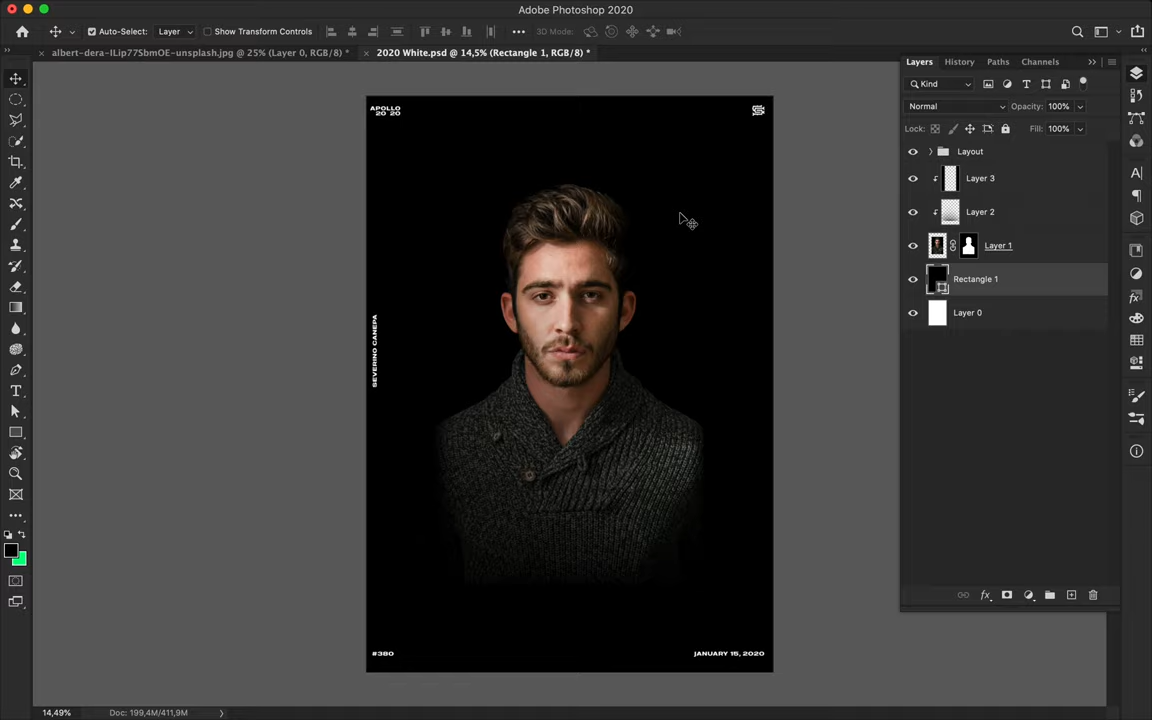 Adobe Photoshop 2020
Auto-Select: Layer Show Transform Controls 3D Mode:
albert-dera-ILip77SbmOE-unsplash.jpg @ 25% (Layer 0, RGB/8) *
2020 White.psd @ 14,5% (Rectangle 1, RGB/8) *
Layers History Paths Channels
Kind
Normal Opacity: 100%
Lock: Fill: 100%
Layout
Layer 3
Layer 2
Layer 1
Rectangle 1
Layer 0
APOLLO
20 20
SEVERINO CANEPA
#380
JANUARY 15, 2020
14,49% Doc: 199,4M/411,9M